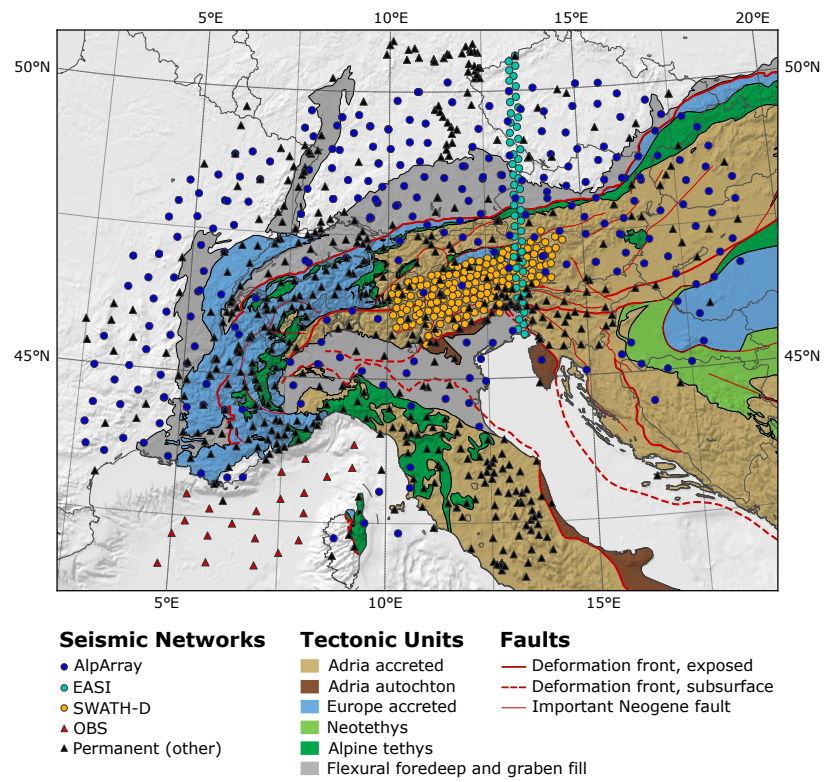 5°E 10°E 15°E 20°E
50°N 50°N
45°N 45°N
5°E 10°E 15°E
Seismic Networks Tectonic Units Faults
AlpArray Adria accreted Deformation front, exposed
EASI Adria autochton Deformation front, subsurface
SWATH-D Europe accreted Important Neogene fault
OBS Neotethys
Permanent (other) Alpine tethys
Flexural foredeep and graben fill